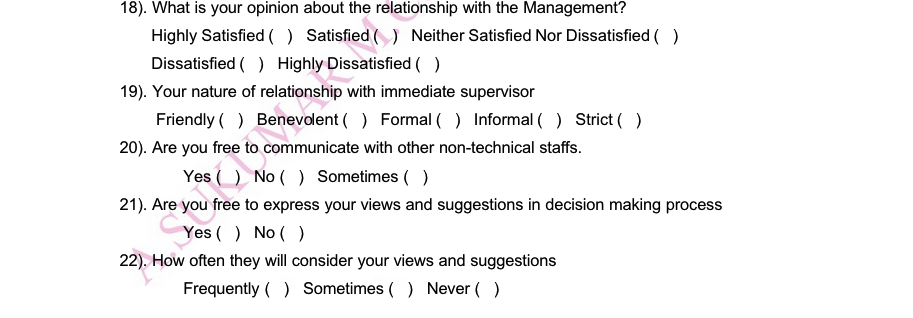 18). What is your opinion about the relationship with the Management?
Highly Satisfied ( ) Satisfied ( ) Neither Satisfied Nor Dissatisfied ( )
Dissatisfied ( ) Highly Dissatisfied ( )
19). Your nature of relationship with immediate supervisor
Friendly ( ) Benevolent ( ) Formal ( ) Informal ( ) Strict ( )
20). Are you free to communicate with other non-technical staffs.
Yes ( ) No ( ) Sometimes ( )
21). Are you free to express your views and suggestions in decision making process
Yes ( ) No ( )
22). How often they will consider your views and suggestions
Frequently ( ) Sometimes ( ) Never ( )
A.SUKUMAR M.